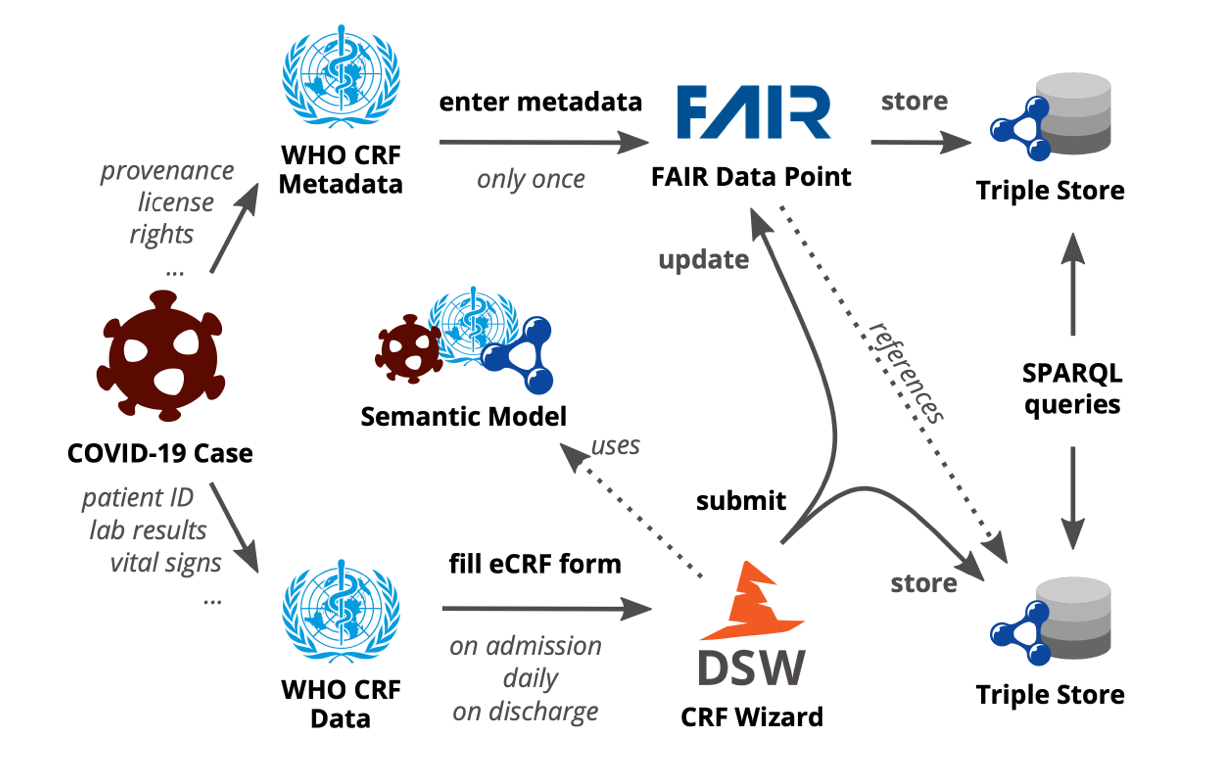 WHO CRF
Metadata
enter metadata
only once
FAIR
FAIR Data Point
store
Triple Store
provenance
license
rights
...
update
references
SPARQL
queries
Semantic Model
COVID-19 Case
uses
patient ID
lab results
vital signs
...
submit
fill eCRF form
store
on admission
daily
on discharge
WHO CRF
Data
DSW
CRF Wizard
Triple Store